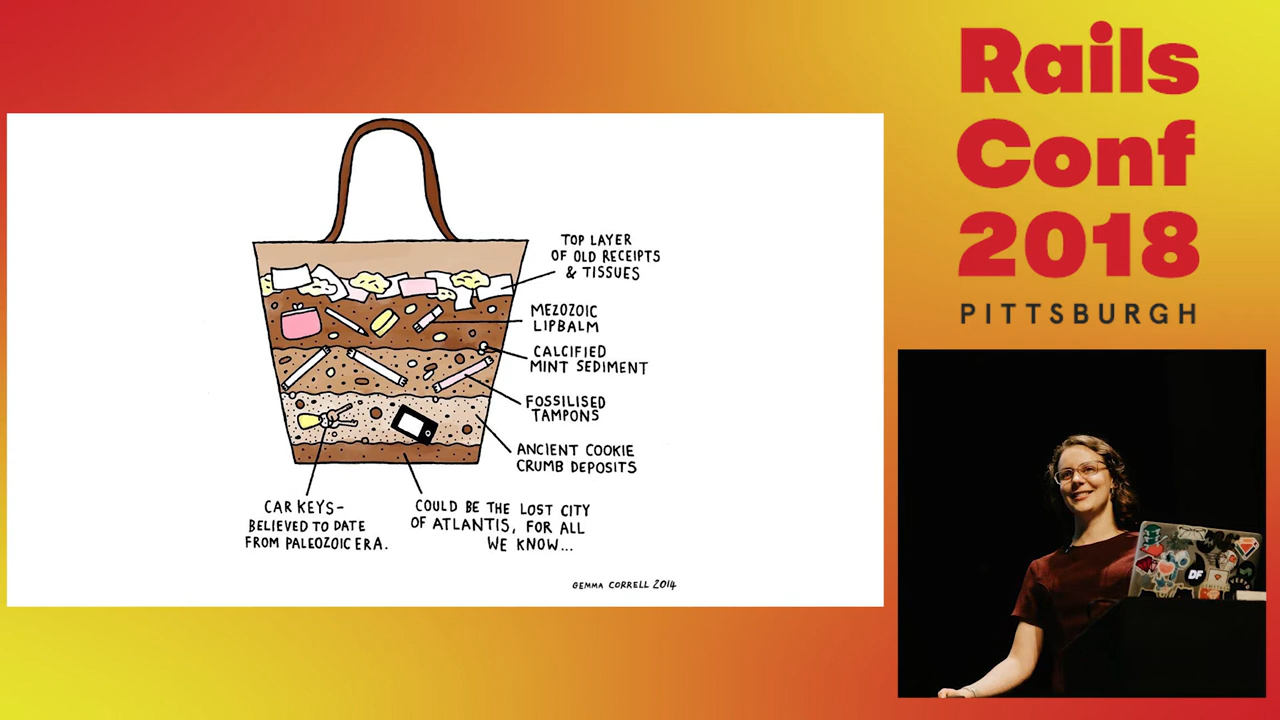 Rails
Conf
2018
PITTSBURGH
TOP LAYER
OF OLD RECEIPTS
& TISSUES
MEZOZOIC
LIPBALM
CALCIFIED
MINT SEDIMENT
FOSSILISED
TAMPONS
ANCIENT COOKIE
CRUMB DEPOSITS
CAR KEYS-
BELIEVED TO DATE
FROM PALEOZOIC ERA.
COULD BE THE LOST CITY
OF ATLANTIS, FOR ALL
WE KNOW...
GEMMA CORRELL 2014
DF